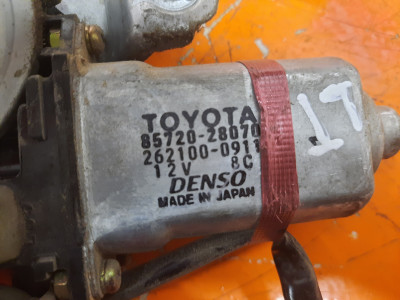 TOYOTA
85720-28070
262100-0911
12V 8C
DENSO
MADE IN JAPAN